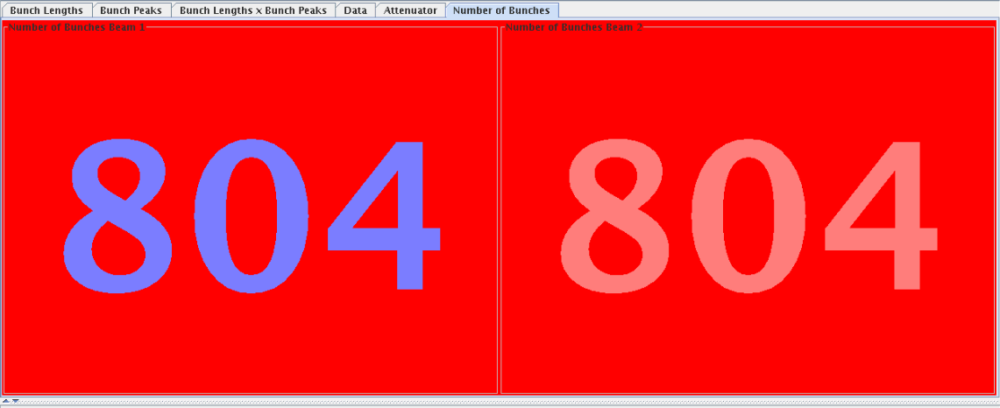 Bunch Lengths Bunch Peaks Bunch Lengths x Bunch Peaks Data Attenuator Number of Bunches
Number of Bunches Beam 1 Number of Bunches Beam 2
804 804